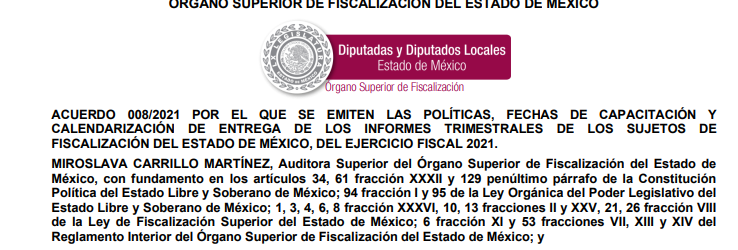 ÓRGANO SUPERIOR DE FISCALIZACIÓN DEL ESTADO DE MÉXICO
Diputadas y Diputados Locales
Estado de México
Órgano Superior de Fiscalización
ACUERDO 008/2021 POR EL QUE SE EMITEN LAS POLÍTICAS, FECHAS DE CAPACITACIÓN Y
CALENDARIZACIÓN DE ENTREGA DE LOS INFORMES TRIMESTRALES DE LOS SUJETOS DE
FISCALIZACIÓN DEL ESTADO DE MÉXICO, DEL EJERCICIO FISCAL 2021.
MIROSLAVA CARRILLO MARTÍNEZ, Auditora Superior del Órgano Superior de Fiscalización del Estado de
México, con fundamento en los artículos 34, 61 fracción XXXII y 129 penúltimo párrafo de la Constitución
Política del Estado Libre y Soberano de México; 94 fracción I y 95 de la Ley Orgánica del Poder Legislativo del
Estado Libre y Soberano de México; 1, 3, 4, 6, 8 fracción XXXVI, 10, 13 fracciones II y XXV, 21, 26 fracción VIII
de la Ley de Fiscalización Superior del Estado de México; 6 fracción XI y 53 fracciones VII, XIII y XIV del
Reglamento Interior del Órgano Superior de Fiscalización del Estado de México; y